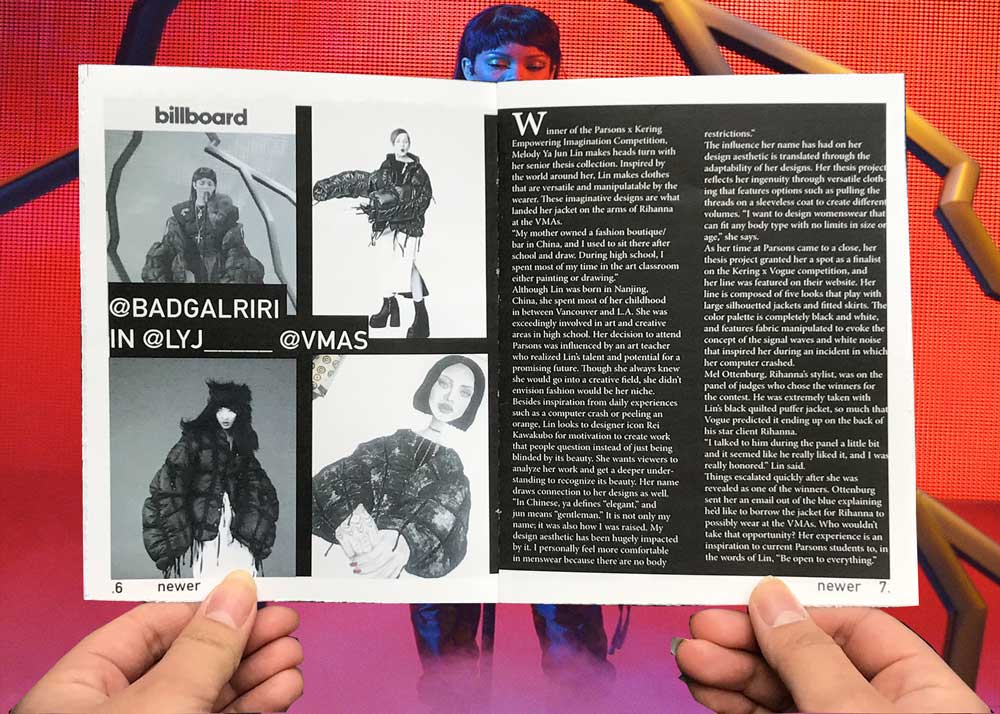 billboard
@BADGALRIRI
IN @LYJ______ @VMAS
.6 newer
Winner of the Parsons x Kering
Empowering Imagination Competition,
Melody Ya Jun Lin makes heads turn with
her senior thesis collection. Inspired by
the world around her, Lin makes clothes
that are versatile and manipulatable by the
wearer. These imaginative designs are what
landed her jacket on the arms of Rihanna
at the VMAs.
“My mother owned a fashion boutique/
bar in China, and I used to sit there after
school and draw. During high school, I
spent most of my time in the art classroom
either painting or drawing.”
Although Lin was born in Nanjing,
China, she spent most of her childhood
in between Vancouver and L.A. She was
exceedingly involved in art and creative
areas in high school. Her decision to attend
Parsons was influenced by an art teacher
who realized Lin’s talent and potential for a
promising future. Though she always knew
she would go into a creative field, she didn’t
envision fashion would be her niche.
Besides inspiration from daily experiences
such as a computer crash or peeling an
orange, Lin looks to designer icon Rei
Kawakubo for motivation to create work
that people question instead of just being
blinded by its beauty. She wants viewers to
analyze her work and get a deeper under-
standing to recognize its beauty. Her name
draws connection to her designs as well.
“In Chinese, ya defines “elegant,” and
jun means “gentleman.” It is not only my
name; it was also how I was raised. My
design aesthetic has been hugely impacted
by it. I personally feel more comfortable
in menswear because there are no body
restrictions.”
The influence her name has had on her
design aesthetic is translated through the
adaptability of her designs. Her thesis project
reflects her ingenuity through versatile cloth-
ing that features options such as pulling the
threads on a sleeveless coat to create different
volumes. “I want to design womenswear that
can fit any body type with no limits in size or
age,” she says.
As her time at Parsons came to a close, her
thesis project granted her a spot as a finalist
on the Kering x Vogue competition, and
her line was featured on their website. Her
line is composed of five looks that play with
large silhouetted jackets and fitted skirts. The
color palette is completely black and white,
and features fabric manipulated to evoke the
concept of the signal waves and white noise
that inspired her during an incident in which
her computer crashed.
Mel Ottenburg, Rihanna’s stylist, was on the
panel of judges who chose the winners for
the contest. He was extremely taken with
Lin’s black quilted puffer jacket, so much that
Vogue predicted it ending up on the back of
his star client Rihanna.
“I talked to him during the panel a little bit
and it seemed like he really liked it, and I was
really honored.” Lin said.
Things escalated quickly after she was
revealed as one of the winners. Ottenburg
sent her an email out of the blue explaining
he’d like to borrow the jacket for Rihanna to
possibly wear at the VMAs. Who wouldn’t
take that opportunity? Her experience is an
inspiration to current Parsons students to, in
the words of Lin, “Be open to everything.”
newer 7.